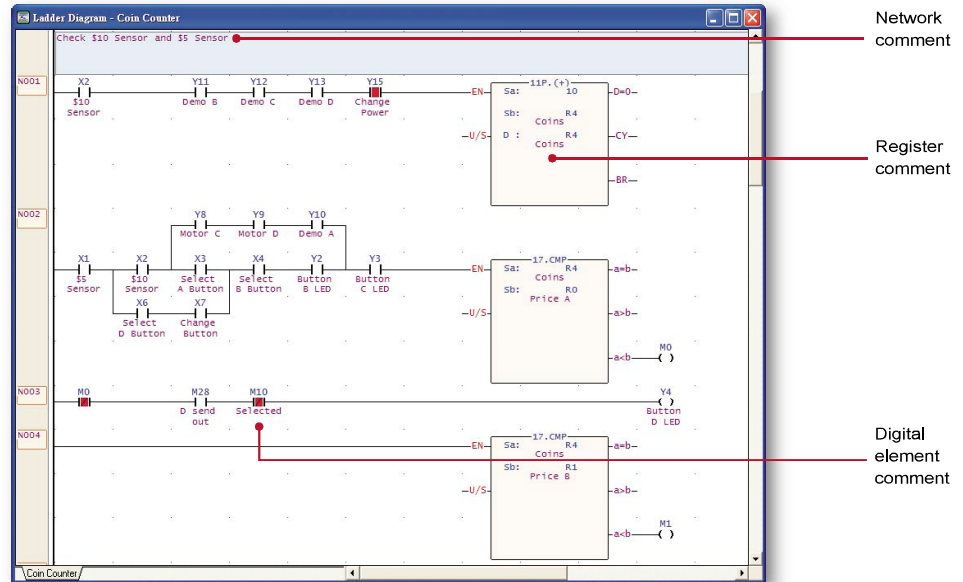 Ladder Diagram - Coin Counter
Check $10 Sensor and $5 Sensor
Network
comment
N001
X2
Y11
Y12
Y13
Y15
$10
Sensor
Demo B
Demo C
Demo D
Change
Power
11P.(+)
EN
Sa: 10
D=0
Sb: R4
Coins
U/S
D : R4
Coins
CY
BR
Register
comment
N002
Y8
Y9
Y10
Motor C
Motor D
Demo A
X1
X2
X3
X4
Y2
Y3
$5
Sensor
$10
Sensor
Select
A Button
Select
B Button
Button
B LED
Button
C LED
X6
X7
Select
D Button
Change
Button
17.CMP
EN
Sa: R4
Coins
a=b
Sb: R0
Price A
U/S
a>b
a<b
M0
( )
N003
M0
M28
M10
Y4
( )
D send
out
Selected
Button
D LED
N004
17.CMP
EN
Sa: R4
Coins
a=b
Sb: R1
Price B
U/S
a>b
a<b
M1
( )
Digital
element
comment
Coin Counter